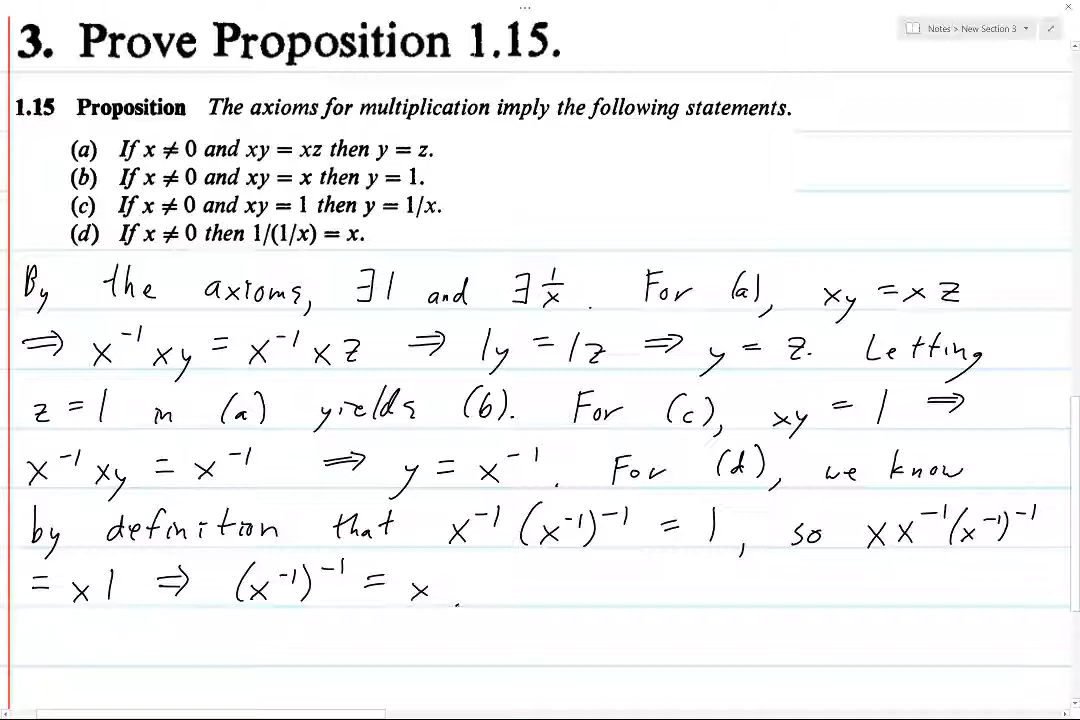 Notes > New Section 3
3. Prove Proposition 1.15.
1.15 Proposition The axioms for multiplication imply the following statements.
(a) If x ≠ 0 and xy = xz then y = z.
(b) If x ≠ 0 and xy = x then y = 1.
(c) If x ≠ 0 and xy = 1 then y = 1/x.
(d) If x ≠ 0 then 1/(1/x) = x.
By the axioms, ∃1 and ∃ 1/x. For (a), xy = xz
⟹ x⁻¹xy = x⁻¹xz ⟹ 1y = 1z ⟹ y = z. Letting
z = 1 in (a) yields (b). For (c), xy = 1 ⟹
x⁻¹xy = x⁻¹ ⟹ y = x⁻¹. For (d), we know
by definition that x⁻¹(x⁻¹)⁻¹ = 1, so xx⁻¹(x⁻¹)⁻¹
= x1 ⟹ (x⁻¹)⁻¹ = x.